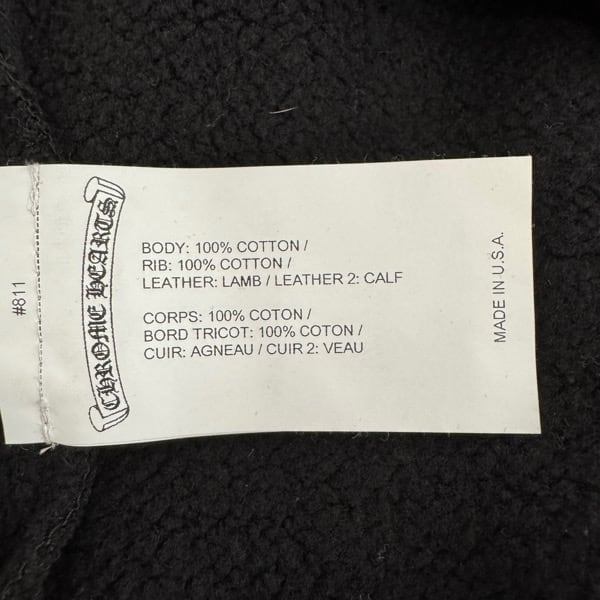 #811
CHROME HEARTS
BODY: 100% COTTON /
RIB: 100% COTTON /
LEATHER: LAMB / LEATHER 2: CALF
CORPS: 100% COTON /
BORD TRICOT: 100% COTON /
CUIR: AGNEAU / CUIR 2: VEAU
MADE IN U.S.A.